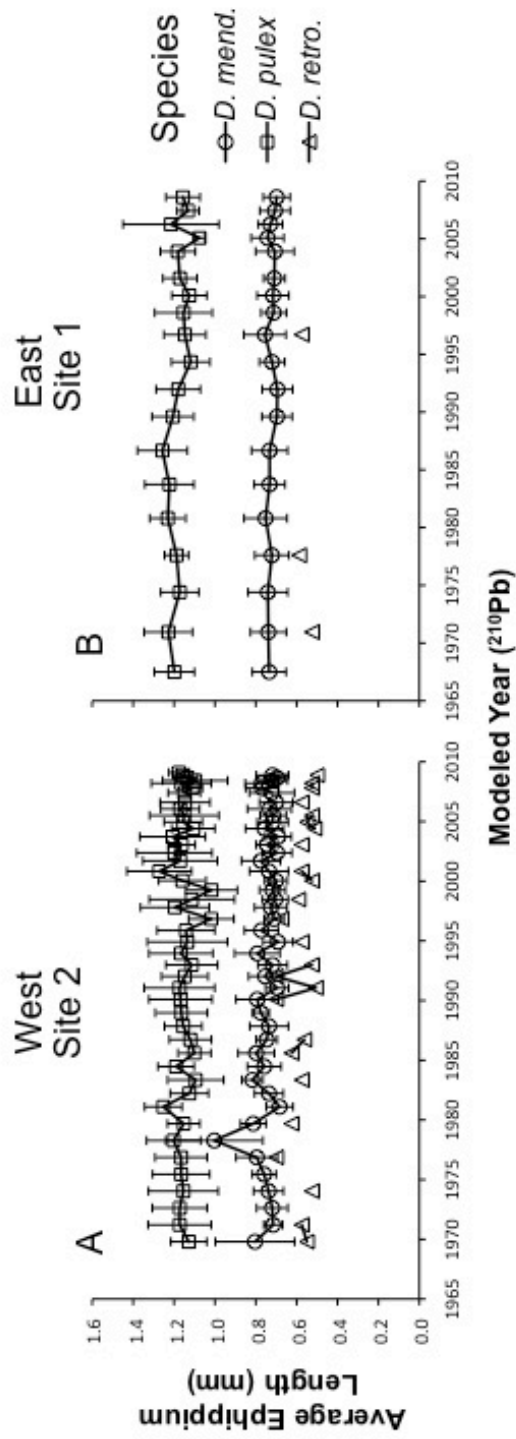 West
Site 2
East
Site 1
A
B
Species
D. mend.
D. pulex
D. retro.
Average Ephippium
Length (mm)
1.6
1.4
1.2
1.0
0.8
0.6
0.4
0.2
0.0
1965 1970 1975 1980 1985 1990 1995 2000 2005 2010
1965 1970 1975 1980 1985 1990 1995 2000 2005 2010
Modeled Year (²¹⁰Pb)